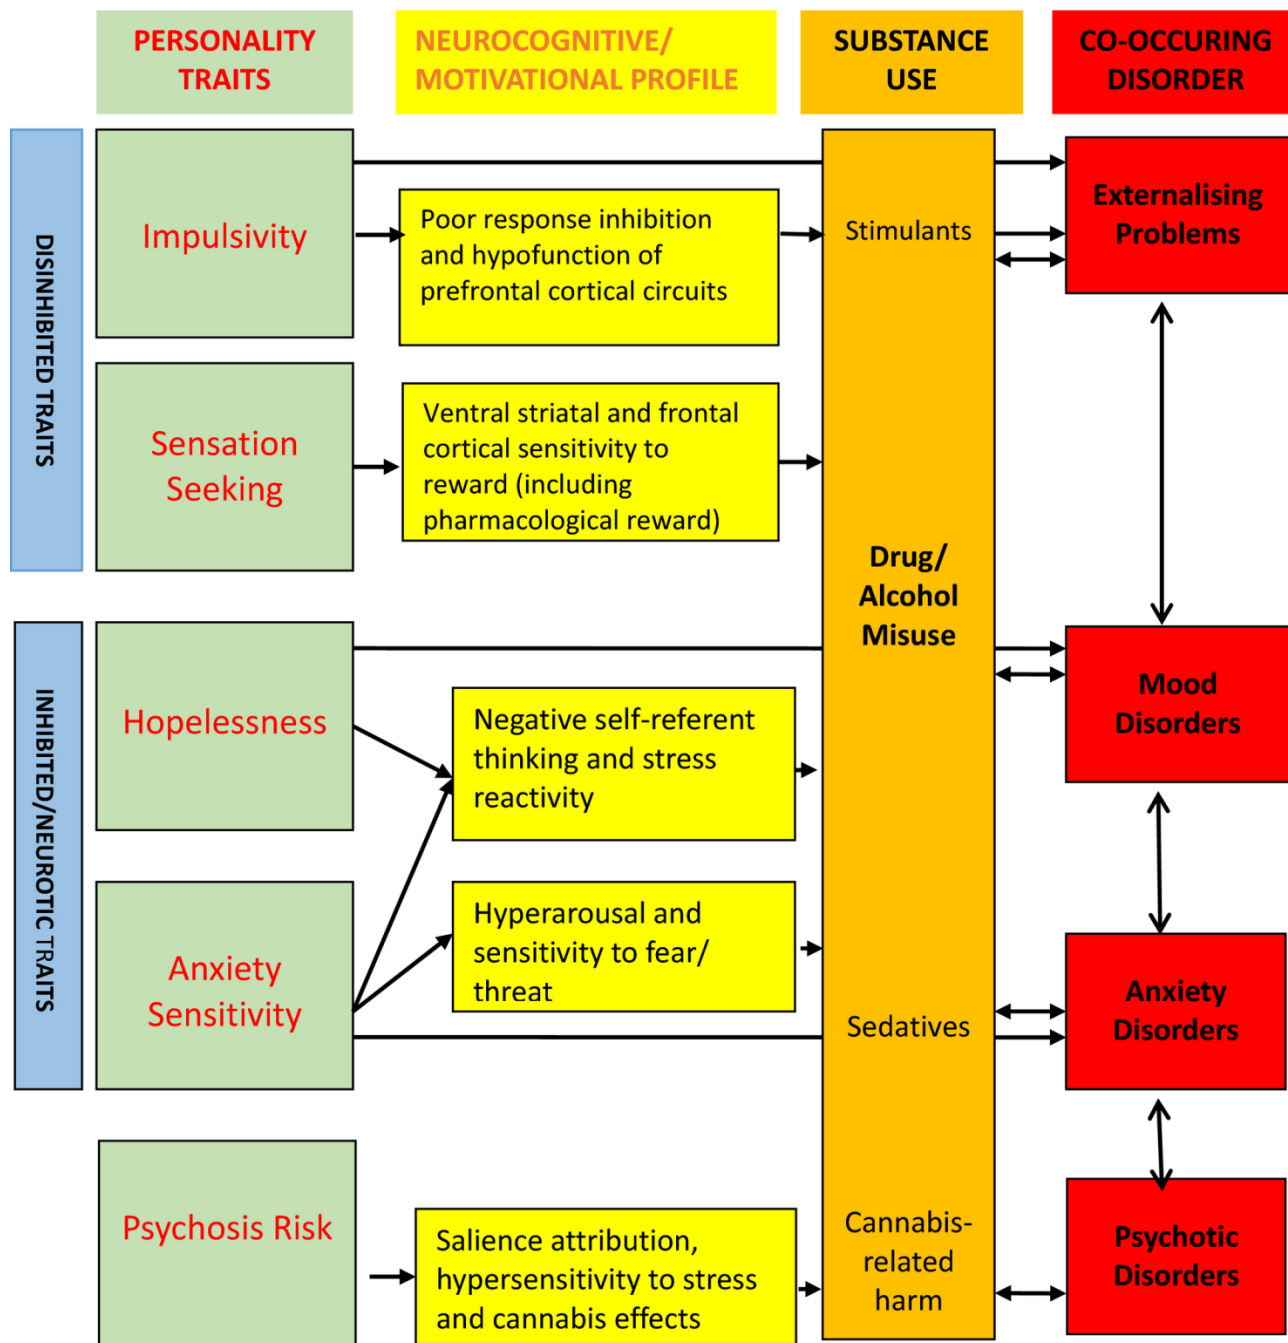 PERSONALITY
TRAITS
NEUROCOGNITIVE/
MOTIVATIONAL PROFILE
SUBSTANCE
USE
CO-OCCURING
DISORDER
DISINHIBITED TRAITS
Impulsivity
Poor response inhibition
and hypofunction of
prefrontal cortical circuits
Stimulants
Externalising
Problems
Sensation
Seeking
Ventral striatal and frontal
cortical sensitivity to
reward (including
pharmacological reward)
Drug/
Alcohol
Misuse
INHIBITED/NEUROTIC TRAITS
Hopelessness
Negative self-referent
thinking and stress
reactivity
Mood
Disorders
Anxiety
Sensitivity
Hyperarousal and
sensitivity to fear/
threat
Sedatives
Anxiety
Disorders
Psychosis Risk
Salience attribution,
hypersensitivity to stress
and cannabis effects
Cannabis-
related
harm
Psychotic
Disorders